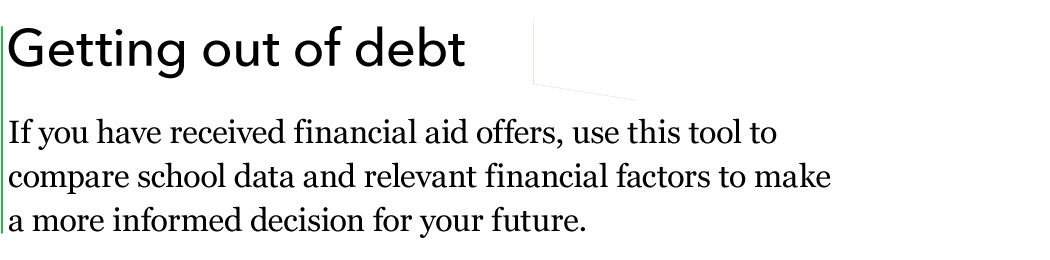 Getting out of debt
If you have received financial aid offers, use this tool to
compare school data and relevant financial factors to make
a more informed decision for your future.